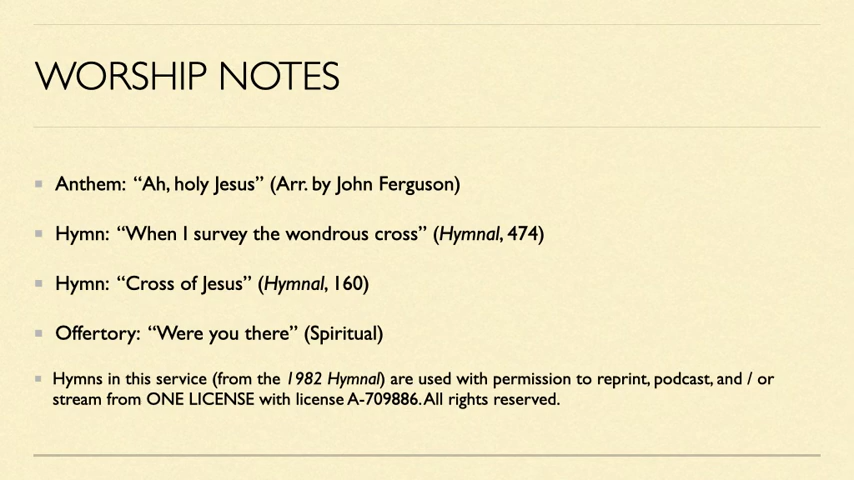 WORSHIP NOTES
Anthem: “Ah, holy Jesus” (Arr. by John Ferguson)
Hymn: “When I survey the wondrous cross” (Hymnal, 474)
Hymn: “Cross of Jesus” (Hymnal, 160)
Offertory: “Were you there” (Spiritual)
Hymns in this service (from the 1982 Hymnal) are used with permission to reprint, podcast, and / or
stream from ONE LICENSE with license A-709886. All rights reserved.